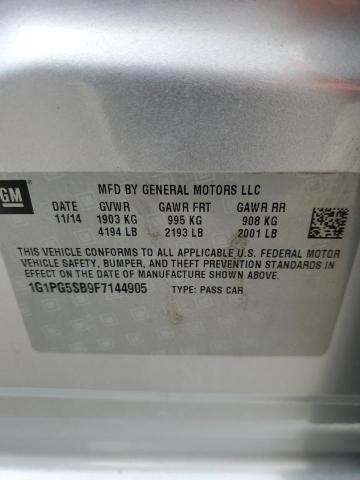 GM
MFD BY GENERAL MOTORS LLC
DATE GVWR GAWR FRT GAWR RR
11/14 1903 KG 995 KG 908 KG
4194 LB 2193 LB 2001 LB
THIS VEHICLE CONFORMS TO ALL APPLICABLE U.S. FEDERAL MOTOR
VEHICLE SAFETY, BUMPER, AND THEFT PREVENTION STANDARDS IN
EFFECT ON THE DATE OF MANUFACTURE SHOWN ABOVE.
1G1PG5SB9F7144905 TYPE: PASS CAR